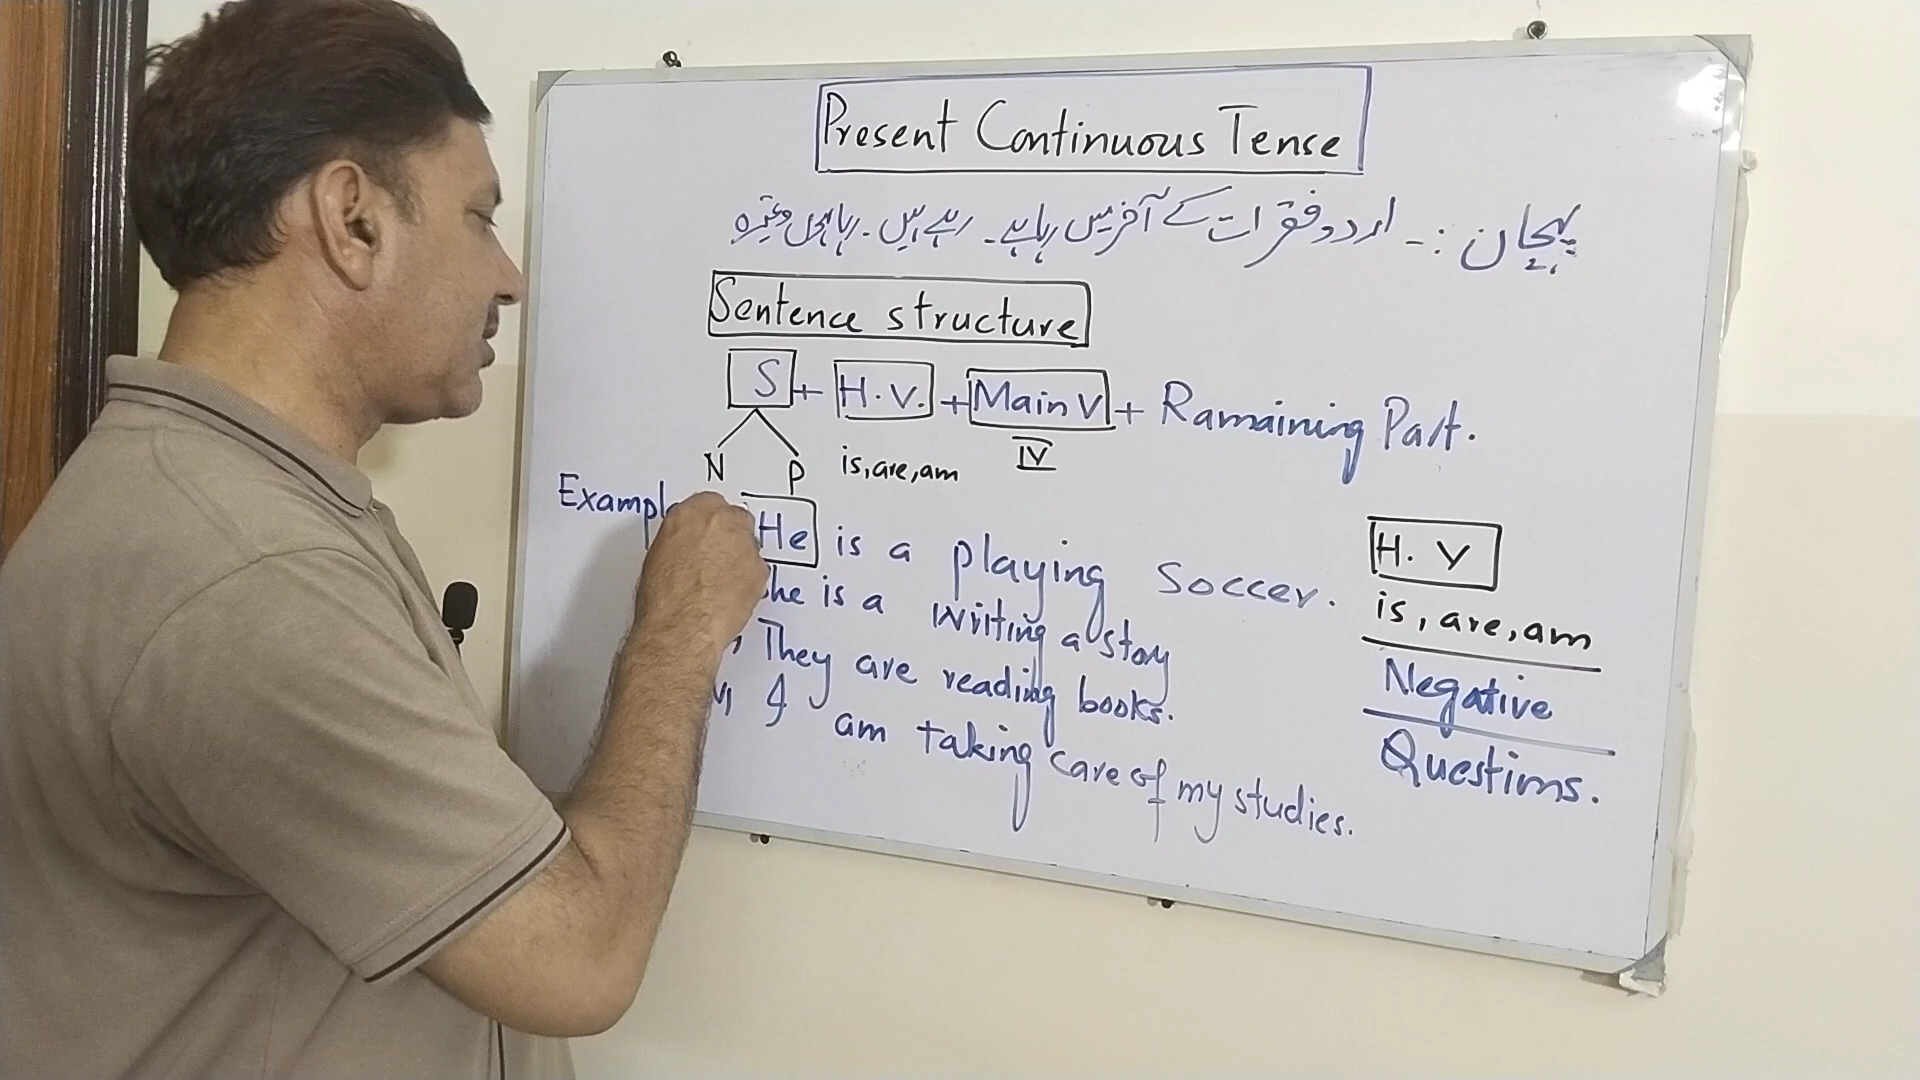 Present Continuous Tense
پہچان :- اردو فقرات کے آخر میں رہا ہے۔ رہے ہیں۔ رہا ہوں وغیرہ
Sentence structure
S + H.V. + Main V + Ramaining Part.
N P is, are, am IV
Exampl
He is a playing Soccer.
he is a writing a story
They are reading books.
I am taking care of my studies.
H. V
is, are, am
Negative
Questions.